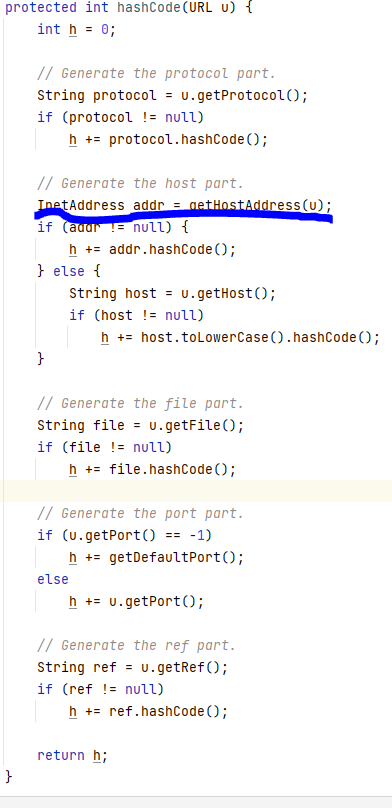 protected int hashCode(URL u) {
int h = 0;
// Generate the protocol part.
String protocol = u.getProtocol();
if (protocol != null)
h += protocol.hashCode();
// Generate the host part.
InetAddress addr = getHostAddress(u);
if (addr != null) {
h += addr.hashCode();
} else {
String host = u.getHost();
if (host != null)
h += host.toLowerCase().hashCode();
}
// Generate the file part.
String file = u.getFile();
if (file != null)
h += file.hashCode();
// Generate the port part.
if (u.getPort() == -1)
h += getDefaultPort();
else
h += u.getPort();
// Generate the ref part.
String ref = u.getRef();
if (ref != null)
h += ref.hashCode();
return h;
}